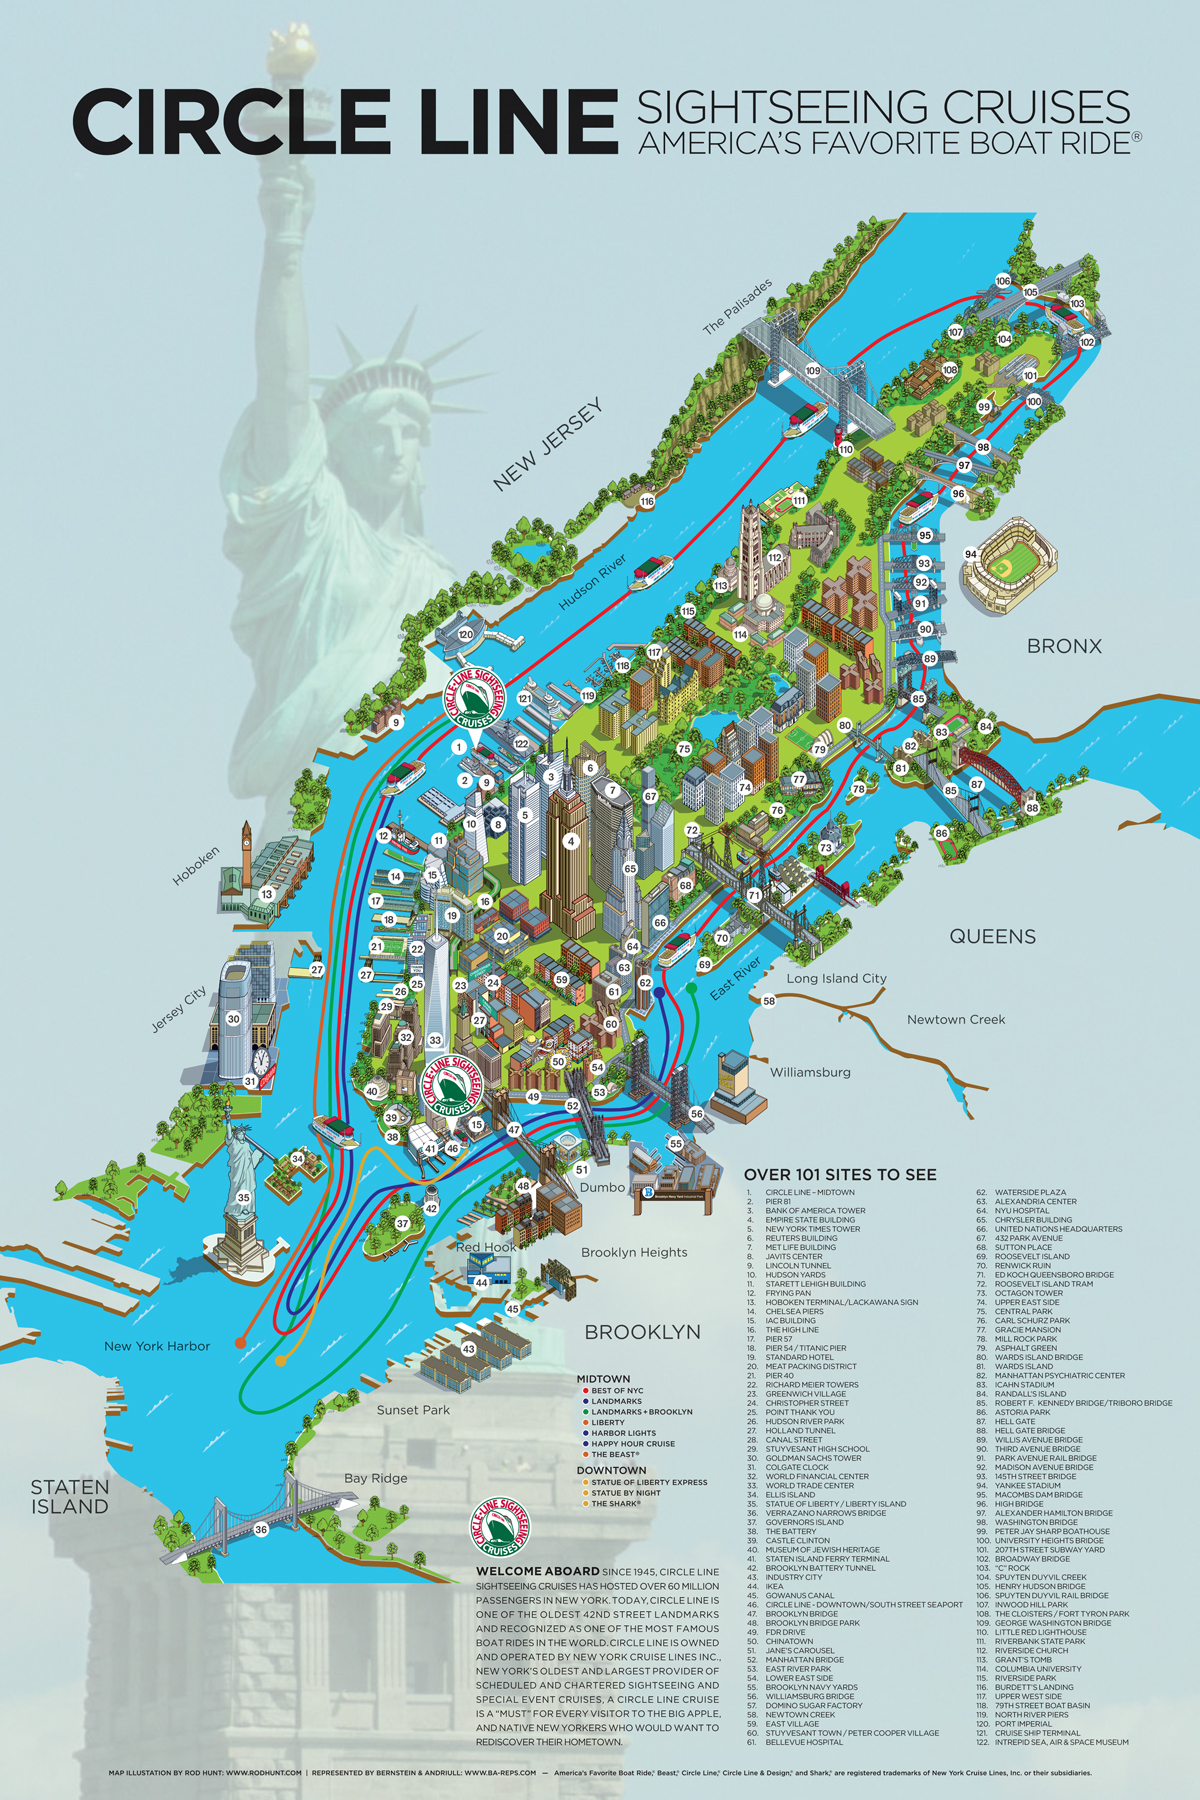 CIRCLE LINE
SIGHTSEEING CRUISES
AMERICA'S FAVORITE BOAT RIDE®
The Palisades
NEW JERSEY
Hudson River
BRONX
CIRCLE-LINE SIGHTSEEING CRUISES
Hoboken
QUEENS
East River
Long Island City
Newtown Creek
Jersey City
Williamsburg
CIRCLE-LINE SIGHTSEEING CRUISES
Dumbo
Red Hook
Brooklyn Heights
New York Harbor
BROOKLYN
Sunset Park
Bay Ridge
STATEN
ISLAND
MIDTOWN
BEST OF NYC
LANDMARKS
LANDMARKS + BROOKLYN
LIBERTY
HARBOR LIGHTS
HAPPY HOUR CRUISE
THE BEAST®
DOWNTOWN
STATUE OF LIBERTY EXPRESS
STATUE BY NIGHT
THE SHARK®
CIRCLE-LINE SIGHTSEEING CRUISES
WELCOME ABOARD SINCE 1945, CIRCLE LINE
SIGHTSEEING CRUISES HAS HOSTED OVER 60 MILLION
PASSENGERS IN NEW YORK. TODAY, CIRCLE LINE IS
ONE OF THE OLDEST 42ND STREET LANDMARKS
AND RECOGNIZED AS ONE OF THE MOST FAMOUS
BOAT RIDES IN THE WORLD. CIRCLE LINE IS OWNED
AND OPERATED BY NEW YORK CRUISE LINES INC.,
NEW YORK'S OLDEST AND LARGEST PROVIDER OF
SCHEDULED AND CHARTERED SIGHTSEEING AND
SPECIAL EVENT CRUISES, A CIRCLE LINE CRUISE
IS A “MUST” FOR EVERY VISITOR TO THE BIG APPLE,
AND NATIVE NEW YORKERS WHO WOULD WANT TO
REDISCOVER THEIR HOMETOWN.
OVER 101 SITES TO SEE
1. CIRCLE LINE – MIDTOWN
2. PIER 81
3. BANK OF AMERICA TOWER
4. EMPIRE STATE BUILDING
5. NEW YORK TIMES TOWER
6. REUTERS BUILDING
7. MET LIFE BUILDING
8. JAVITS CENTER
9. LINCOLN TUNNEL
10. HUDSON YARDS
11. STARETT LEHIGH BUILDING
12. FRYING PAN
13. HOBOKEN TERMINAL/LACKAWANA SIGN
14. CHELSEA PIERS
15. IAC BUILDING
16. THE HIGH LINE
17. PIER 57
18. PIER 54 / TITANIC PIER
19. STANDARD HOTEL
20. MEAT PACKING DISTRICT
21. PIER 40
22. RICHARD MEIER TOWERS
23. GREENWICH VILLAGE
24. CHRISTOPHER STREET
25. POINT THANK YOU
26. HUDSON RIVER PARK
27. HOLLAND TUNNEL
28. CANAL STREET
29. STUYVESANT HIGH SCHOOL
30. GOLDMAN SACHS TOWER
31. COLGATE CLOCK
32. WORLD FINANCIAL CENTER
33. WORLD TRADE CENTER
34. ELLIS ISLAND
35. STATUE OF LIBERTY / LIBERTY ISLAND
36. VERRAZANO NARROWS BRIDGE
37. GOVERNORS ISLAND
38. THE BATTERY
39. CASTLE CLINTON
40. MUSEUM OF JEWISH HERITAGE
41. STATEN ISLAND FERRY TERMINAL
42. BROOKLYN BATTERY TUNNEL
43. INDUSTRY CITY
44. IKEA
45. GOWANUS CANAL
46. CIRCLE LINE - DOWNTOWN/SOUTH STREET SEAPORT
47. BROOKLYN BRIDGE
48. BROOKLYN BRIDGE PARK
49. FDR DRIVE
50. CHINATOWN
51. JANE'S CAROUSEL
52. MANHATTAN BRIDGE
53. EAST RIVER PARK
54. LOWER EAST SIDE
55. BROOKLYN NAVY YARDS
56. WILLIAMSBURG BRIDGE
57. DOMINO SUGAR FACTORY
58. NEWTOWN CREEK
59. EAST VILLAGE
60. STUYVESANT TOWN / PETER COOPER VILLAGE
61. BELLEVUE HOSPITAL
62. WATERSIDE PLAZA
63. ALEXANDRIA CENTER
64. NYU HOSPITAL
65. CHRYSLER BUILDING
66. UNITED NATIONS HEADQUARTERS
67. 432 PARK AVENUE
68. SUTTON PLACE
69. ROOSEVELT ISLAND
70. RENWICK RUIN
71. ED KOCH QUEENSBORO BRIDGE
72. ROOSEVELT ISLAND TRAM
73. OCTAGON TOWER
74. UPPER EAST SIDE
75. CENTRAL PARK
76. CARL SCHURZ PARK
77. GRACIE MANSION
78. MILL ROCK PARK
79. ASPHALT GREEN
80. WARDS ISLAND BRIDGE
81. WARDS ISLAND
82. MANHATTAN PSYCHIATRIC CENTER
83. ICAHN STADIUM
84. RANDALL'S ISLAND
85. ROBERT F. KENNEDY BRIDGE/TRIBORO BRIDGE
86. ASTORIA PARK
87. HELL GATE
88. HELL GATE BRIDGE
89. WILLIS AVENUE BRIDGE
90. THIRD AVENUE BRIDGE
91. PARK AVENUE RAIL BRIDGE
92. MADISON AVENUE BRIDGE
93. 145TH STREET BRIDGE
94. YANKEE STADIUM
95. MACOMBS DAM BRIDGE
96. HIGH BRIDGE
97. ALEXANDER HAMILTON BRIDGE
98. WASHINGTON BRIDGE
99. PETER JAY SHARP BOATHOUSE
100. UNIVERSITY HEIGHTS BRIDGE
101. 207TH STREET SUBWAY YARD
102. BROADWAY BRIDGE
103. “C” ROCK
104. SPUYTEN DUYVIL CREEK
105. HENRY HUDSON BRIDGE
106. SPUYTEN DUYVIL RAIL BRIDGE
107. INWOOD HILL PARK
108. THE CLOISTERS / FORT TYRON PARK
109. GEORGE WASHINGTON BRIDGE
110. LITTLE RED LIGHTHOUSE
111. RIVERBANK STATE PARK
112. RIVERSIDE CHURCH
113. GRANT'S TOMB
114. COLUMBIA UNIVERSITY
115. RIVERSIDE PARK
116. BURDETT'S LANDING
117. UPPER WEST SIDE
118. 79TH STREET BOAT BASIN
119. NORTH RIVER PIERS
120. PORT IMPERIAL
121. CRUISE SHIP TERMINAL
122. INTREPID SEA, AIR & SPACE MUSEUM
MAP ILLUSTATION BY ROD HUNT: WWW.RODHUNT.COM | REPRESENTED BY BERNSTEIN & ANDRIULL: WWW.BA-REPS.COM — America's Favorite Boat Ride,® Beast,® Circle Line,® Circle Line & Design,® and Shark,® are registered trademarks of New York Cruise Lines, Inc. or their subsidiaries.